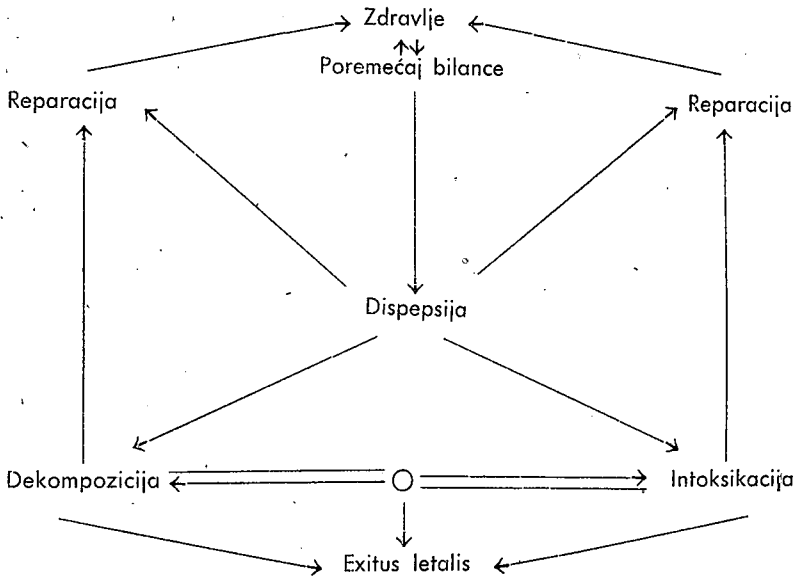 Zdravlje
Poremećaj bilance
Reparacija
Reparacija
Dispepsija
Dekompozicija
Intoksikacija
Exitus letalis